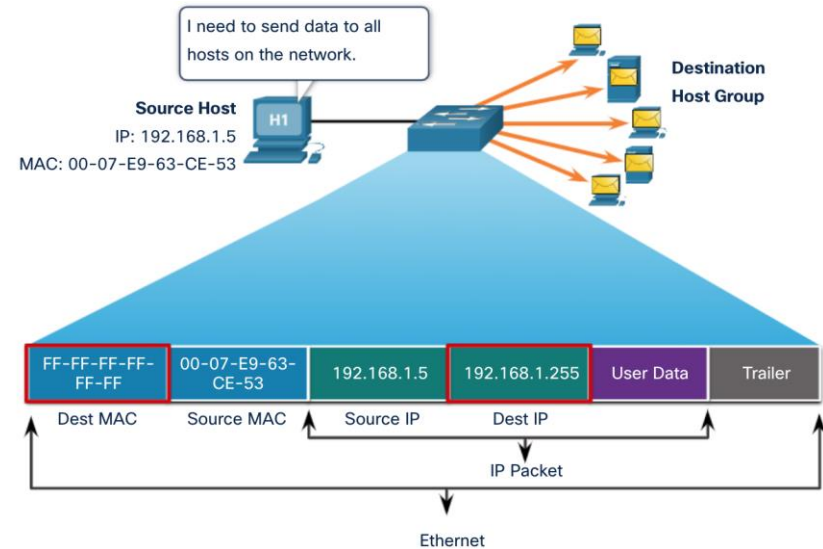 I need to send data to all
hosts on the network.
Destination
Host Group
Source Host
H1
IP: 192.168.1.5
MAC: 00-07-E9-63-CE-53
FF-FF-FF-FF-
FF-FF
00-07-E9-63-
CE-53
192.168.1.5
192.168.1.255
User Data
Trailer
Dest MAC
Source MAC
Source IP
Dest IP
IP Packet
Ethernet